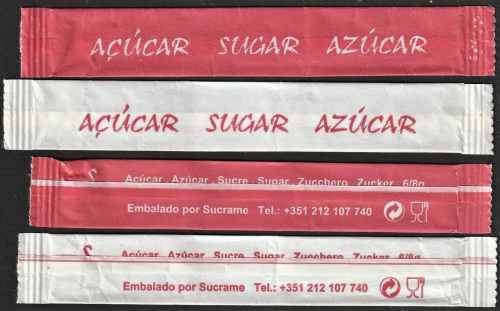 AÇÚCAR SUGAR AZÚCAR
AÇÚCAR SUGAR AZÚCAR
Açúcar Azúcar Sucre Sugar Zucchero Zucker 6/8g
Embalado por Sucrame Tel.: +351 212 107 740
Açúcar Azúcar Sucre Sugar Zucchero Zucker 6/8g
Embalado por Sucrame Tel.: +351 212 107 740